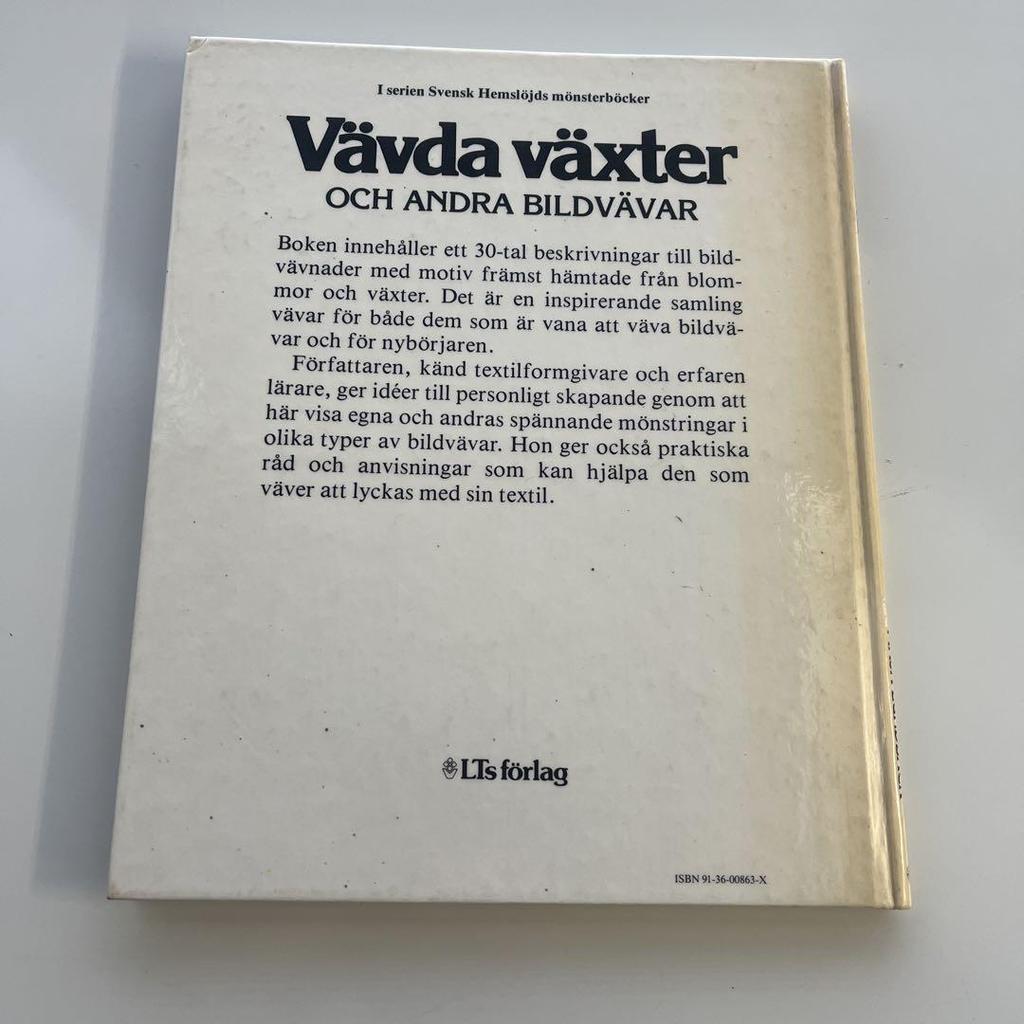 I serien Svensk Hemslöjds mönsterböcker
Vävda växter
OCH ANDRA BILDVÄVAR
Boken innehåller ett 30-tal beskrivningar till bild-
vävnader med motiv främst hämtade från blom-
mor och växter. Det är en inspirerande samling
vävar för både dem som är vana att väva bildvä-
var och för nybörjaren.
Författaren, känd textilformgivare och erfaren
lärare, ger idéer till personligt skapande genom att
här visa egna och andras spännande mönstringar i
olika typer av bildvävar. Hon ger också praktiska
råd och anvisningar som kan hjälpa den som
väver att lyckas med sin textil.
LTs förlag
ISBN 91-36-00863-X